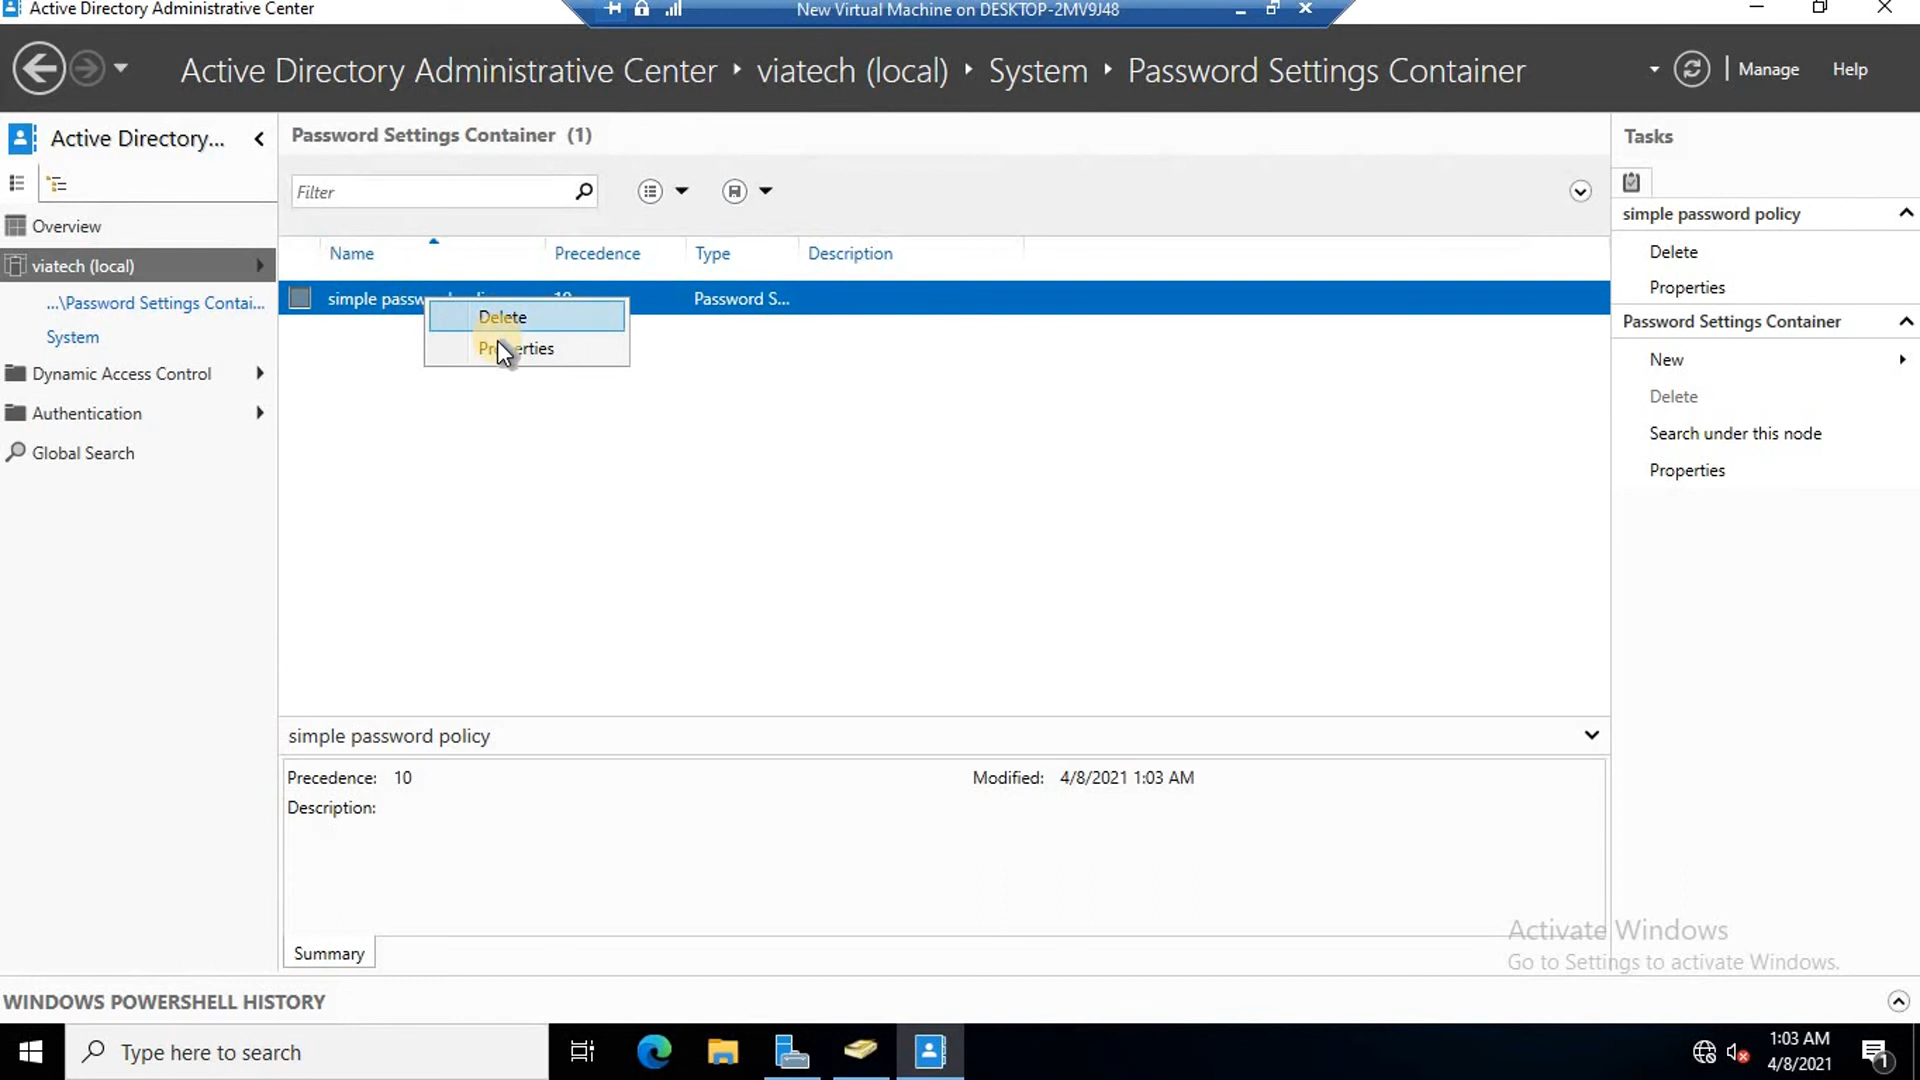 Active Directory Administrative Center
New Virtual Machine on DESKTOP-2MV9J48
Active Directory Administrative Center viatech (local) System Password Settings Container
Manage Help
Active Directory...
Overview
viatech (local)
...\Password Settings Contai...
System
Dynamic Access Control
Authentication
Global Search
Password Settings Container (1)
Filter
Name Precedence Type Description
simple passw 10 Password S...
Delete
Properties
simple password policy
Precedence: 10 Modified: 4/8/2021 1:03 AM
Description:
Summary
Tasks
simple password policy
Delete
Properties
Password Settings Container
New
Delete
Search under this node
Properties
Activate Windows
Go to Settings to activate Windows.
WINDOWS POWERSHELL HISTORY
Type here to search
1:03 AM
4/8/2021
1